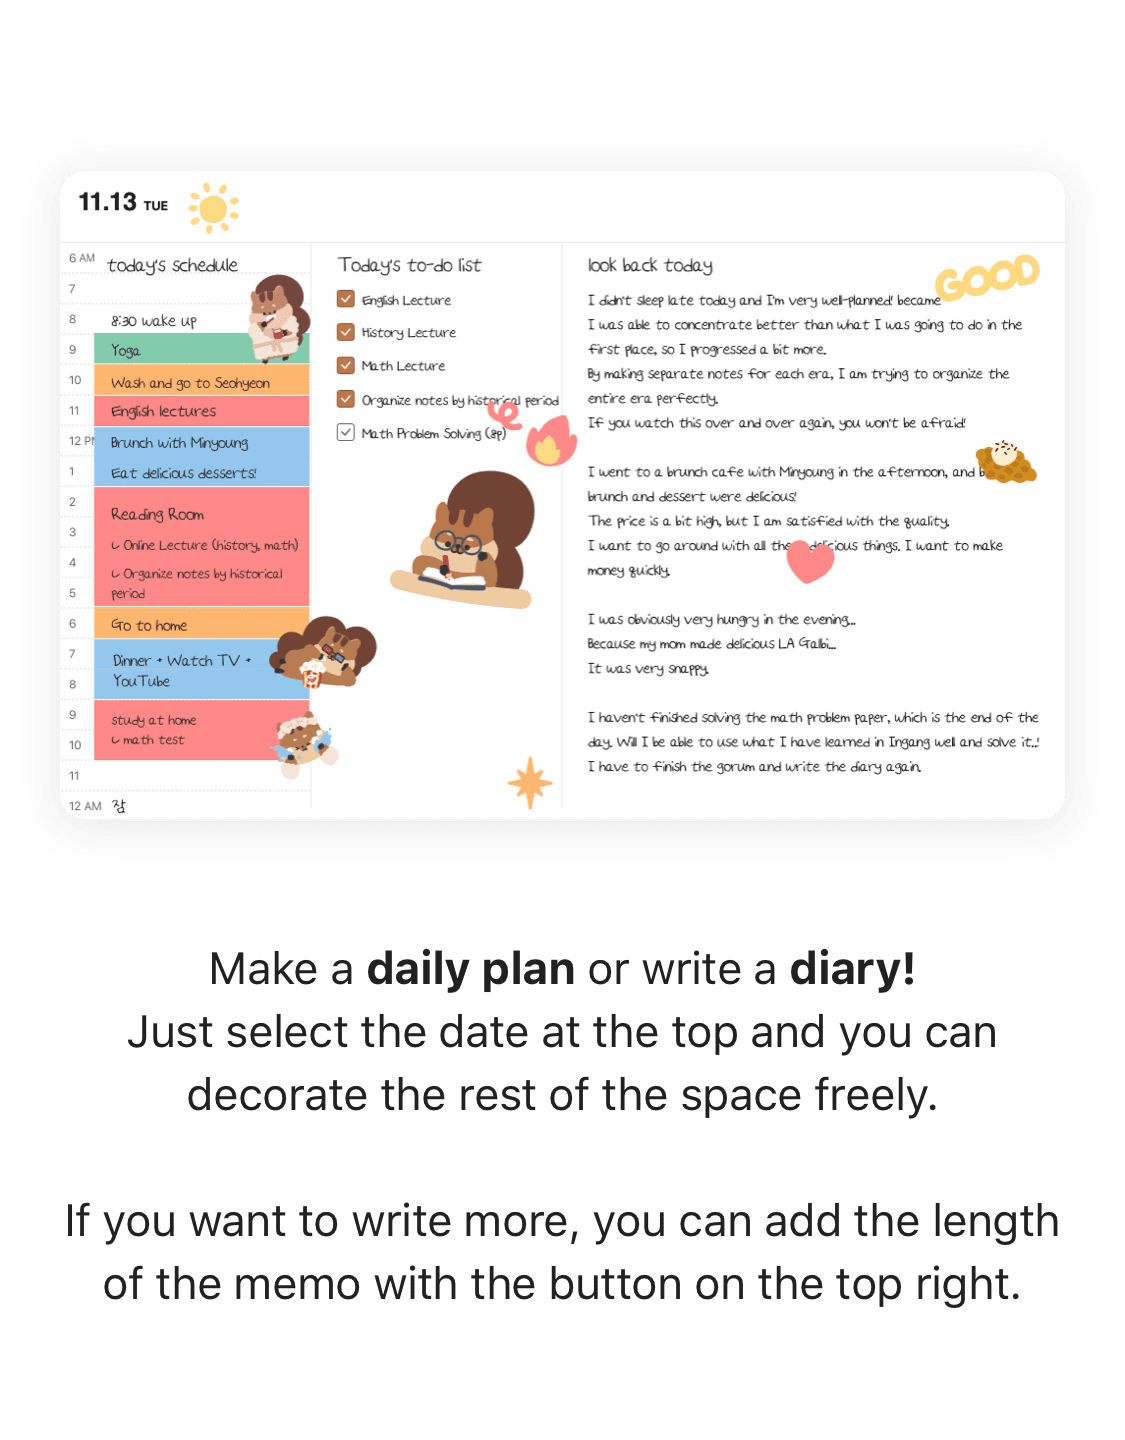 11.13 TUE
6 AM
today's schedule
7
8
8:30 wake up
9
Yoga
10
Wash and go to Seohyeon
11
English lectures
12 PM
Brunch with Minyoung
1
Eat delicious desserts!
2
Reading Room
3
↳ Online Lecture (history, math)
4
↳ Organize notes by historical
5
period
6
Go to home
7
Dinner + Watch TV +
8
YouTube
9
study at home
10
↳ math test
11
12 AM
잠
Today's to-do list
English Lecture
History Lecture
Math Lecture
Organize notes by historical period
Math Problem Solving (8p)
look back today
GOOD
I didn't sleep late today and I'm very well-planned! became
I was able to concentrate better than what I was going to do in the
first place, so I progressed a bit more.
By making separate notes for each era, I am trying to organize the
entire era perfectly.
If you watch this over and over again, you won't be afraid!
I went to a brunch cafe with Minyoung in the afternoon, and
brunch and dessert were delicious!
The price is a bit high, but I am satisfied with the quality.
I want to go around with all the delicious things. I want to make
money quickly.
I was obviously very hungry in the evening...
Because my mom made delicious LA Galbi...
It was very snappy.
I haven't finished solving the math problem paper, which is the end of the
day. Will I be able to use what I have learned in Ingang well and solve it..!
I have to finish the gorum and write the diary again.
Make a daily plan or write a diary!
Just select the date at the top and you can
decorate the rest of the space freely.
If you want to write more, you can add the length
of the memo with the button on the top right.